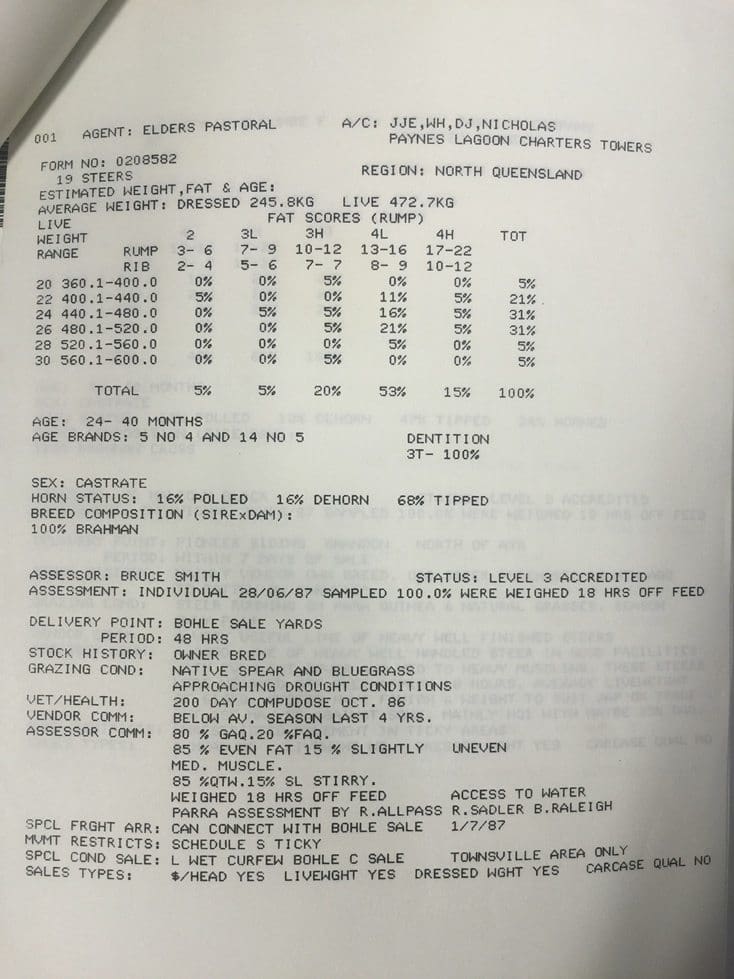 001 AGENT: ELDERS PASTORAL A/C: JJE,WH,DJ,NICHOLAS
PAYNES LAGOON CHARTERS TOWERS
FORM NO: 0208582
19 STEERS REGION: NORTH QUEENSLAND
ESTIMATED WEIGHT,FAT & AGE:
AVERAGE WEIGHT: DRESSED 245.8KG LIVE 472.7KG
LIVE FAT SCORES (RUMP)
WEIGHT 2 3L 3H 4L 4H TOT
RANGE RUMP 3- 6 7- 9 10-12 13-16 17-22
RIB 2- 4 5- 6 7- 7 8- 9 10-12
20 360.1-400.0 0% 0% 5% 0% 0% 5%
22 400.1-440.0 5% 0% 0% 11% 5% 21%
24 440.1-480.0 0% 5% 5% 16% 5% 31%
26 480.1-520.0 0% 0% 5% 21% 5% 31%
28 520.1-560.0 0% 0% 0% 5% 0% 5%
30 560.1-600.0 0% 0% 5% 0% 0% 5%
TOTAL 5% 5% 20% 53% 15% 100%
AGE: 24- 40 MONTHS
AGE BRANDS: 5 NO 4 AND 14 NO 5 DENTITION
3T- 100%
SEX: CASTRATE
HORN STATUS: 16% POLLED 16% DEHORN 68% TIPPED
BREED COMPOSITION (SIRExDAM):
100% BRAHMAN
ASSESSOR: BRUCE SMITH STATUS: LEVEL 3 ACCREDITED
ASSESSMENT: INDIVIDUAL 28/06/87 SAMPLED 100.0% WERE WEIGHED 18 HRS OFF FEED
DELIVERY POINT: BOHLE SALE YARDS
PERIOD: 48 HRS
STOCK HISTORY: OWNER BRED
GRAZING COND: NATIVE SPEAR AND BLUEGRASS
APPROACHING DROUGHT CONDITIONS
VET/HEALTH: 200 DAY COMPUDOSE OCT. 86
VENDOR COMM: BELOW AV. SEASON LAST 4 YRS.
ASSESSOR COMM: 80 % GAQ.20 %FAQ.
85 % EVEN FAT 15 % SLIGHTLY UNEVEN
MED. MUSCLE.
85 %QTW.15% SL STIRRY.
WEIGHED 18 HRS OFF FEED ACCESS TO WATER
PARRA ASSESSMENT BY R.ALLPASS R.SADLER B.RALEIGH
SPCL FRGHT ARR: CAN CONNECT WITH BOHLE SALE 1/7/87
MVMT RESTRICTS: SCHEDULE S TICKY
SPCL COND SALE: L WET CURFEW BOHLE C SALE TOWNSVILLE AREA ONLY
SALES TYPES: $/HEAD YES LIVEWGHT YES DRESSED WGHT YES CARCASE QUAL NO